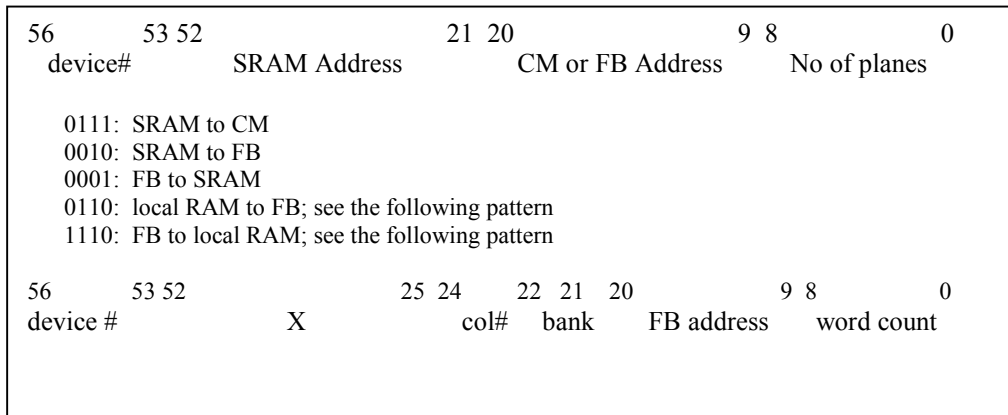 56 53 52 21 20 9 8 0
device# SRAM Address CM or FB Address No of planes
0111: SRAM to CM
0010: SRAM to FB
0001: FB to SRAM
0110: local RAM to FB; see the following pattern
1110: FB to local RAM; see the following pattern
56 53 52 25 24 22 21 20 9 8 0
device # X col# bank FB address word count